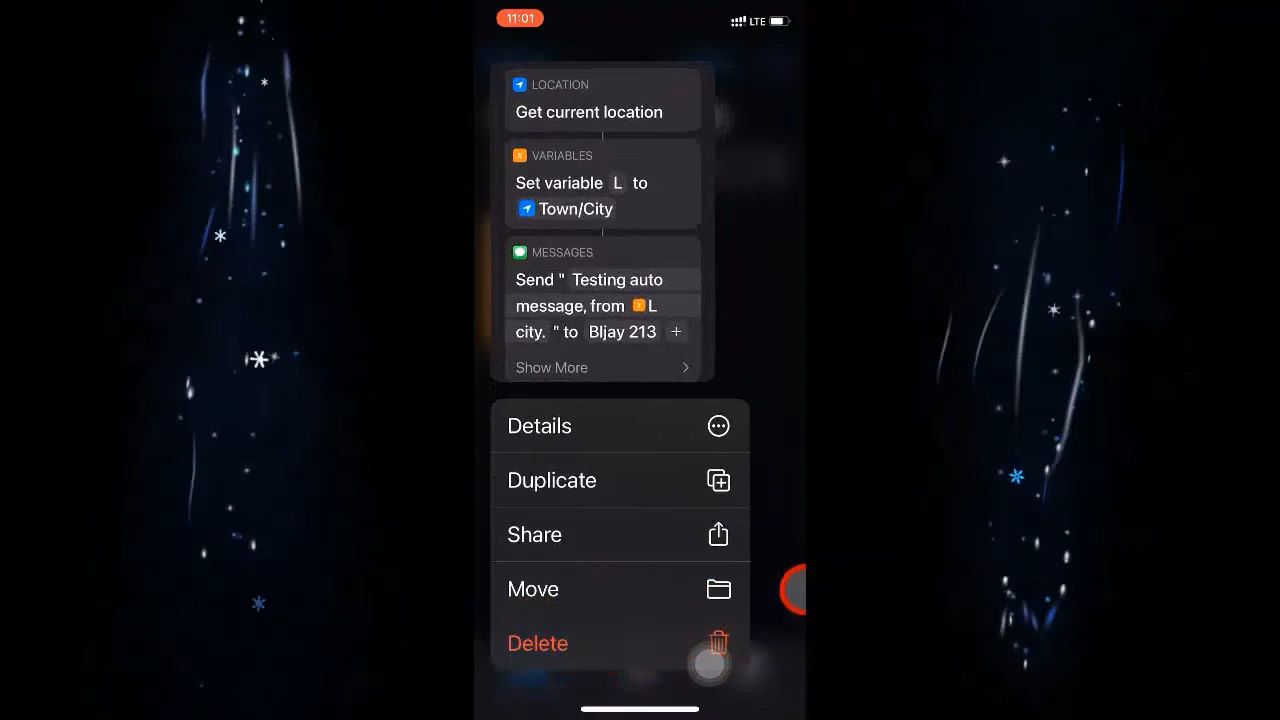 11:01
LTE
LOCATION
Get current location
VARIABLES
Set variable L to
Town/City
MESSAGES
Send " Testing auto
message, from L
city. " to Bljay 213 +
Show More
Details
Duplicate
Share
Move
Delete